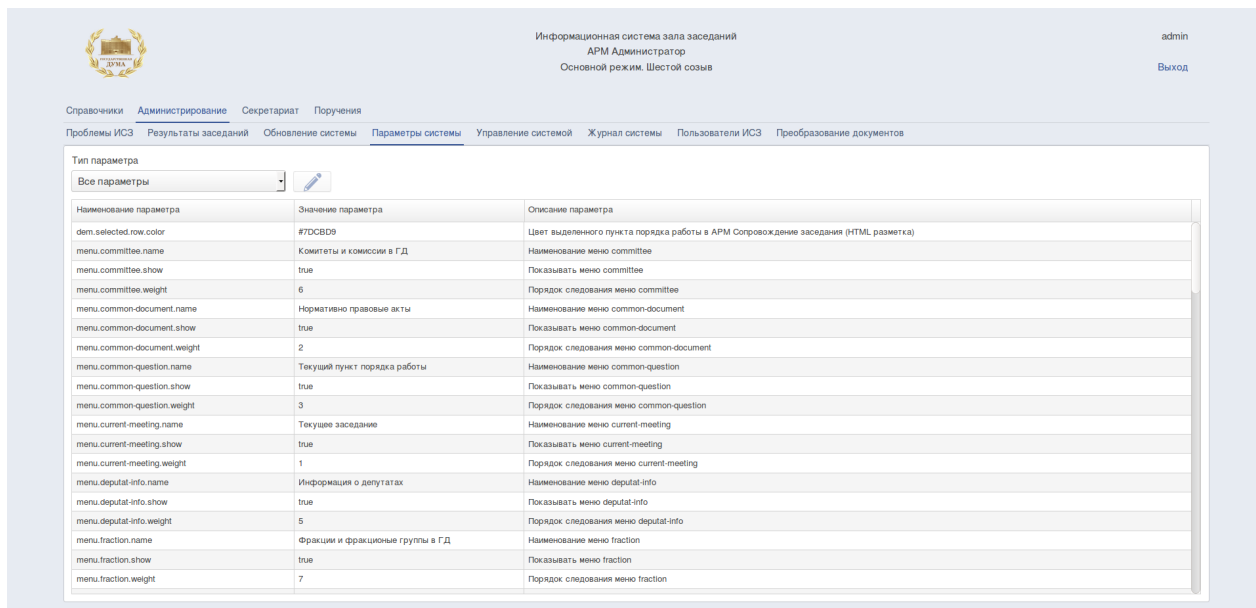 ГОСУДАРСТВЕННАЯ
ДУМА
Информационная система зала заседаний
АРМ Администратор
Основной режим. Шестой созыв
admin
Выход
Справочники Администрирование Секретариат Поручения
Проблемы ИСЗ Результаты заседаний Обновление системы Параметры системы Управление системой Журнал системы Пользователи ИСЗ Преобразование документов
Тип параметра
Все параметры
Наименование параметра Значение параметра Описание параметра
dem.selected.row.color #7DCBD9 Цвет выделенного пункта порядка работы в АРМ Сопровождение заседания (HTML разметка)
menu.committee.name Комитеты и комиссии в ГД Наименование меню committee
menu.committee.show true Показывать меню committee
menu.committee.weight 6 Порядок следования меню committee
menu.common-document.name Нормативно правовые акты Наименование меню common-document
menu.common-document.show true Показывать меню common-document
menu.common-document.weight 2 Порядок следования меню common-document
menu.common-question.name Текущий пункт порядка работы Наименование меню common-question
menu.common-question.show true Показывать меню common-question
menu.common-question.weight 3 Порядок следования меню common-question
menu.current-meeting.name Текущее заседание Наименование меню current-meeting
menu.current-meeting.show true Показывать меню current-meeting
menu.current-meeting.weight 1 Порядок следования меню current-meeting
menu.deputat-info.name Информация о депутатах Наименование меню deputat-info
menu.deputat-info.show true Показывать меню deputat-info
menu.deputat-info.weight 5 Порядок следования меню deputat-info
menu.fraction.name Фракции и фракционые группы в ГД Наименование меню fraction
menu.fraction.show true Показывать меню fraction
menu.fraction.weight 7 Порядок следования меню fraction